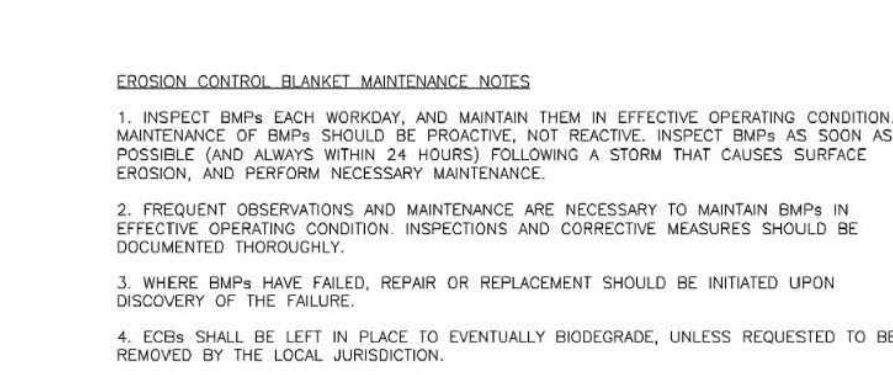 EROSION CONTROL BLANKET MAINTENANCE NOTES
1. INSPECT BMPs EACH WORKDAY, AND MAINTAIN THEM IN EFFECTIVE OPERATING CONDITION.
MAINTENANCE OF BMPs SHOULD BE PROACTIVE, NOT REACTIVE. INSPECT BMPs AS SOON AS
POSSIBLE (AND ALWAYS WITHIN 24 HOURS) FOLLOWING A STORM THAT CAUSES SURFACE
EROSION, AND PERFORM NECESSARY MAINTENANCE.
2. FREQUENT OBSERVATIONS AND MAINTENANCE ARE NECESSARY TO MAINTAIN BMPs IN
EFFECTIVE OPERATING CONDITION. INSPECTIONS AND CORRECTIVE MEASURES SHOULD BE
DOCUMENTED THOROUGHLY.
3. WHERE BMPs HAVE FAILED, REPAIR OR REPLACEMENT SHOULD BE INITIATED UPON
DISCOVERY OF THE FAILURE.
4. ECBs SHALL BE LEFT IN PLACE TO EVENTUALLY BIODEGRADE, UNLESS REQUESTED TO BE
REMOVED BY THE LOCAL JURISDICTION.